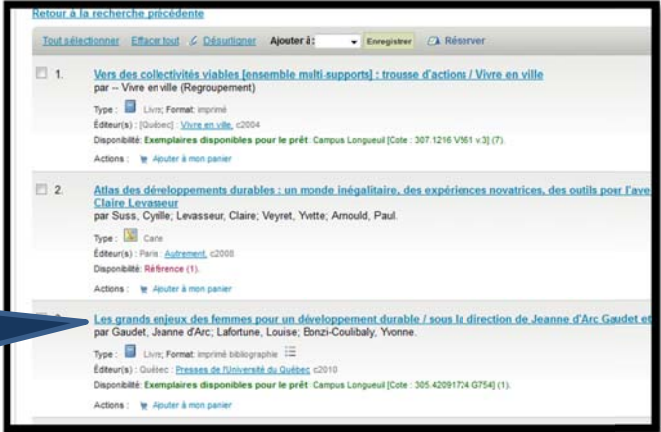 Retour à la recherche précédente
Tout sélectionner Effacer tout Désurligner Ajouter à: Enregistrer Réserver
1. Vers des collectivités viables [ensemble multi-supports] : trousse d'actions / Vivre en ville
par -- Vivre en ville (Regroupement)
Type : Livre; Format: imprimé
Éditeur(s) : [Québec] : Vivre en ville, c2004
Disponibilité: Exemplaires disponibles pour le prêt: Campus Longueuil [Cote : 307.1216 V561 v.3] (7).
Actions : Ajouter à mon panier
2. Atlas des développements durables : un monde inégalitaire, des expériences novatrices, des outils pour l'ave
Claire Levasseur
par Suss, Cyrille; Levasseur, Claire; Veyret, Yvette; Arnould, Paul.
Type : Carte
Éditeur(s) : Paris : Autrement, c2008
Disponibilité: Référence (1).
Actions : Ajouter à mon panier
Les grands enjeux des femmes pour un développement durable / sous la direction de Jeanne d'Arc Gaudet et
par Gaudet, Jeanne d'Arc; Lafortune, Louise; Bonzi-Coulibaly, Yvonne.
Type : Livre; Format: imprimé bibliographie
Éditeur(s) : Québec : Presses de l'Université du Québec c2010
Disponibilité: Exemplaires disponibles pour le prêt: Campus Longueuil [Cote : 305.42091724 G754] (1).
Actions : Ajouter à mon panier